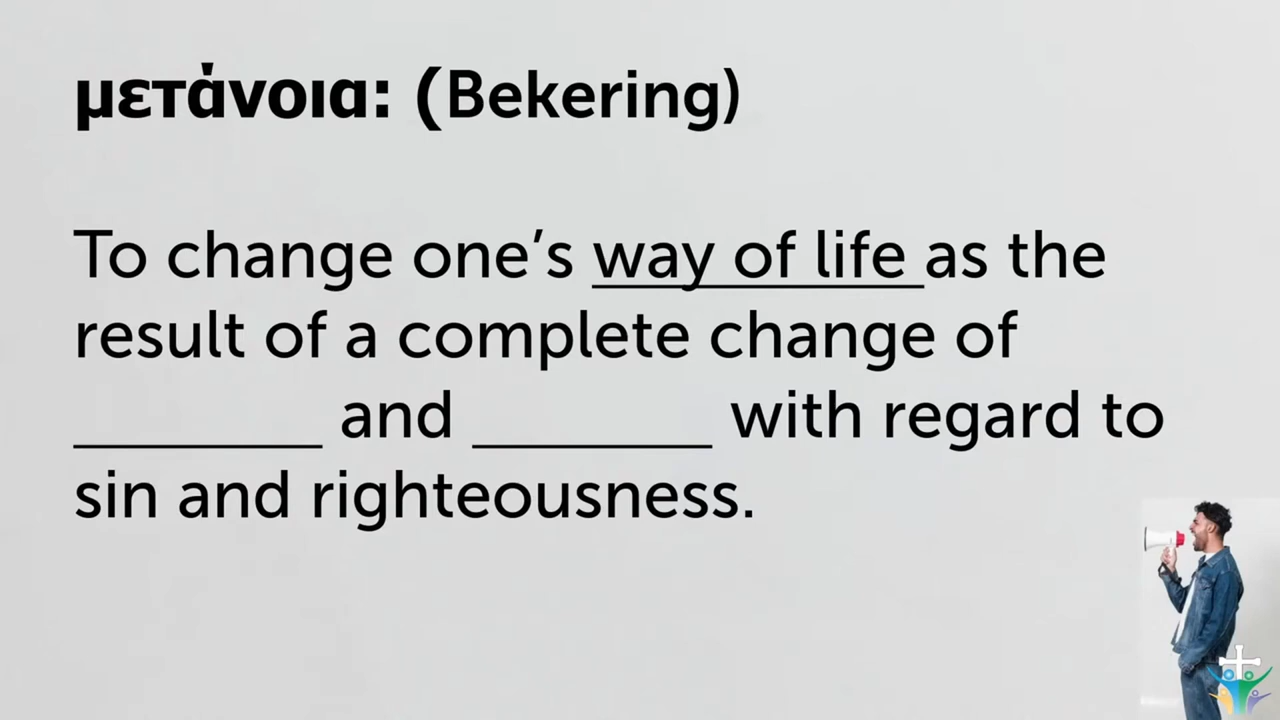 μετάνοια: (Bekering)
To change one’s way of life as the
result of a complete change of
________ and ________ with regard to
sin and righteousness.